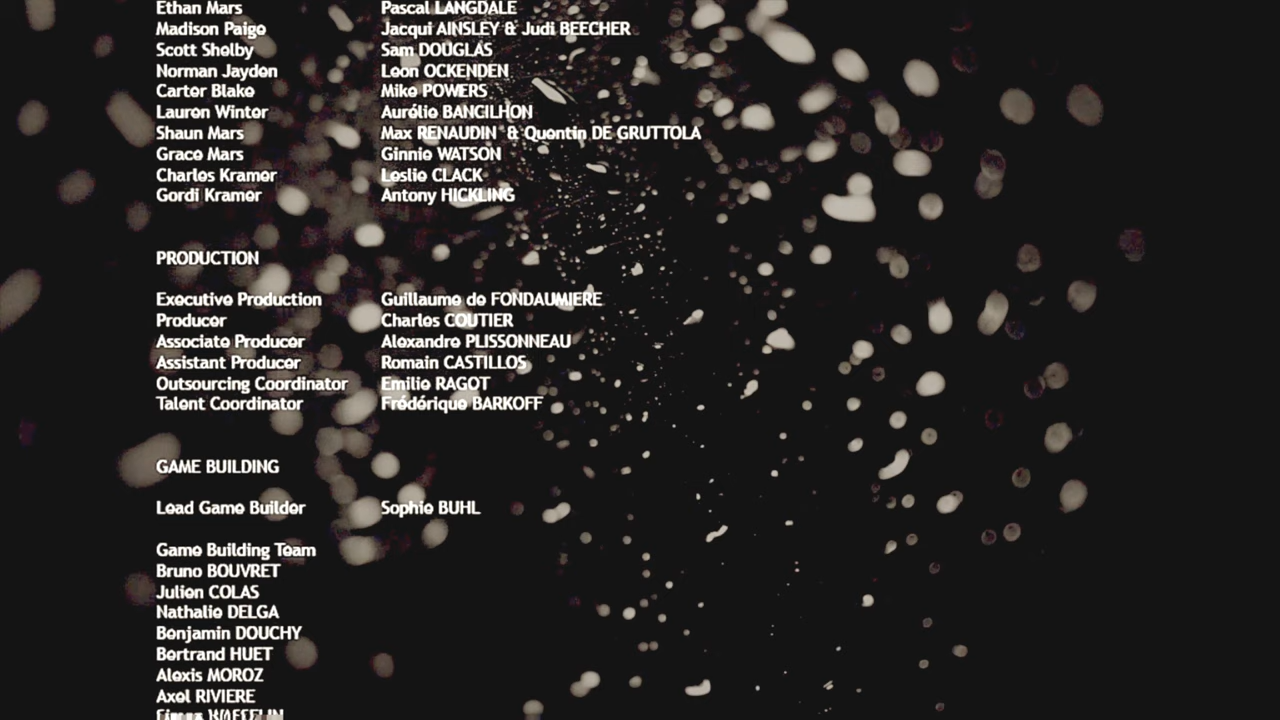 Ethan Mars Pascal LANGDALE
Madison Paige Jacqui AINSLEY & Judi BEECHER
Scott Shelby Sam DOUGLAS
Norman Jayden Leon OCKENDEN
Carter Blake Mike POWERS
Lauren Winter Aurélie BANCILHON
Shaun Mars Max RENAUDIN & Quentin DE GRUTTOLA
Grace Mars Ginnie WATSON
Charles Kramer Leslie CLACK
Gordi Kramer Antony HICKLING
PRODUCTION
Executive Production Guillaume de FONDAUMIERE
Producer Charles COUTIER
Associate Producer Alexandre PLISSONNEAU
Assistant Producer Romain CASTILLOS
Outsourcing Coordinator Emilie RAGOT
Talent Coordinator Frédérique BARKOFF
GAME BUILDING
Lead Game Builder Sophie BUHL
Game Building Team
Bruno BOUVRET
Julien COLAS
Nathalie DELGA
Benjamin DOUCHY
Bertrand HUET
Alexis MOROZ
Axel RIVIERE